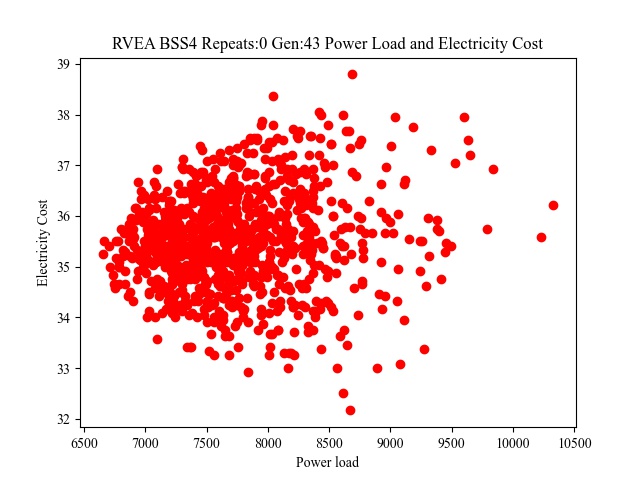 RVEA BSS4 Repeats:0 Gen:43 Power Load and Electricity Cost
39
38
37
36
35
34
33
32
Electricity Cost
6500 7000 7500 8000 8500 9000 9500 10000 10500
Power load